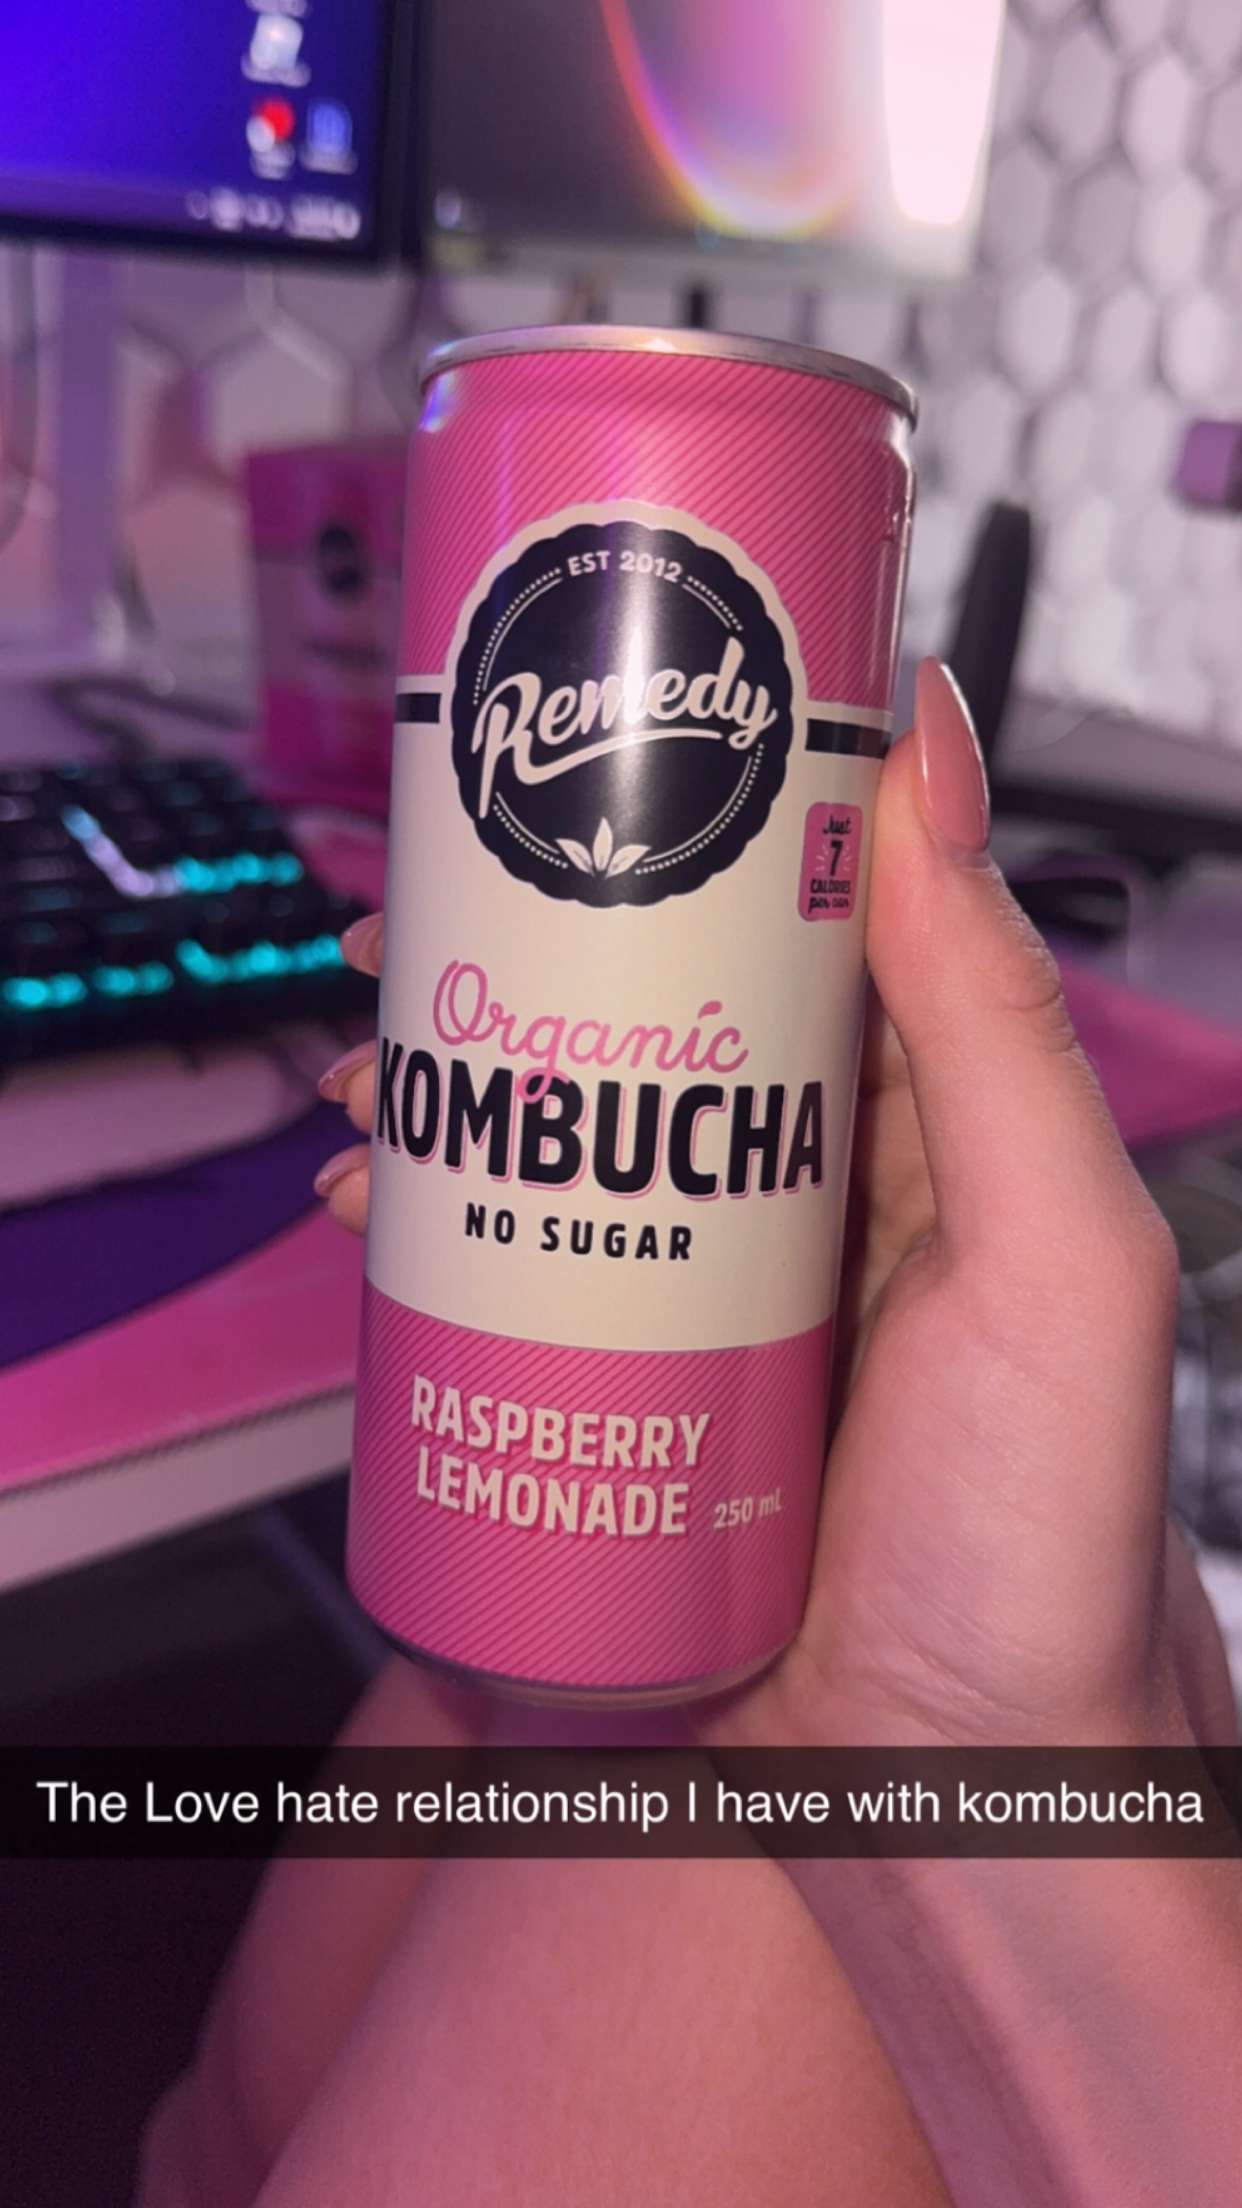 EST 2012
Remedy
Just
7
CALORIES
per can
Organic
KOMBUCHA
NO SUGAR
RASPBERRY
LEMONADE 250 mL
The Love hate relationship I have with kombucha